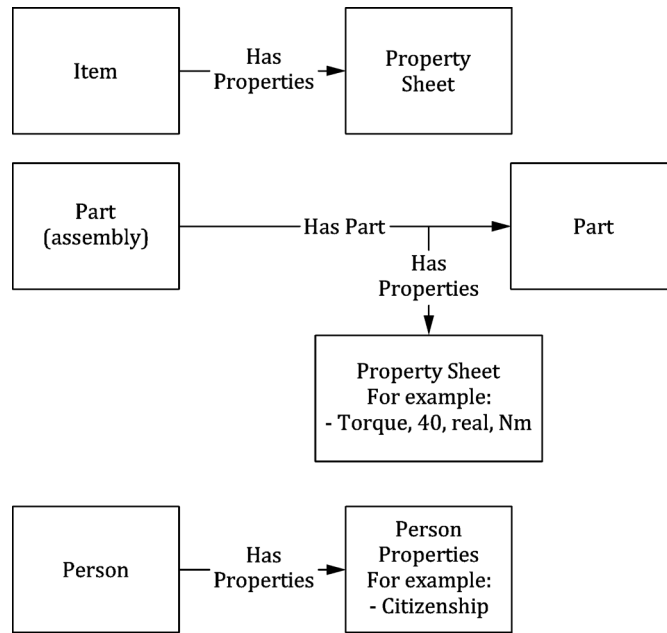 Item
Has
Properties
Property
Sheet
Part
(assembly)
Has Part
Part
Has
Properties
Property Sheet
For example:
- Torque, 40, real, Nm
Person
Has
Properties
Person
Properties
For example:
- Citizenship